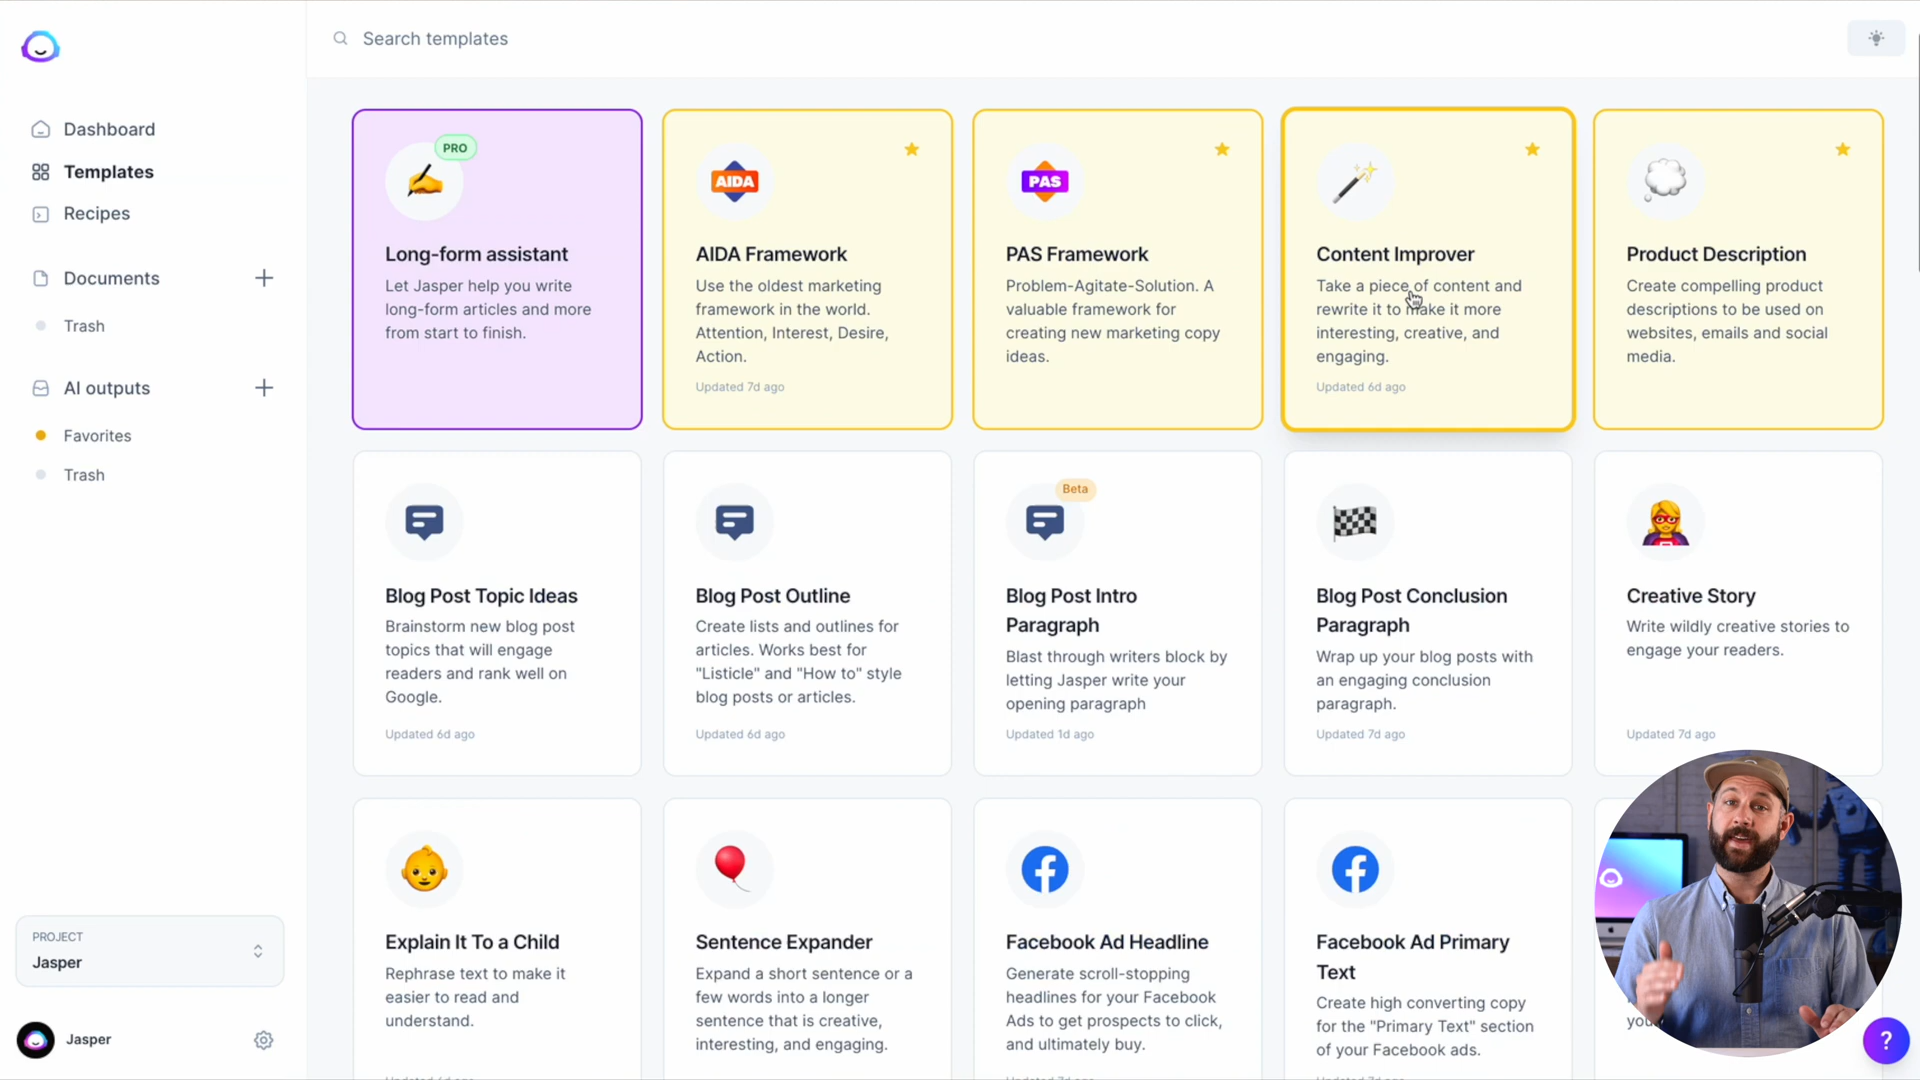 Search templates
Dashboard
Templates
Recipes
Documents
Trash
AI outputs
Favorites
Trash
PROJECT
Jasper
Jasper
PRO
Long-form assistant
Let Jasper help you write
long-form articles and more
from start to finish.
AIDA
AIDA Framework
Use the oldest marketing
framework in the world.
Attention, Interest, Desire,
Action.
Updated 7d ago
PAS
PAS Framework
Problem-Agitate-Solution. A
valuable framework for
creating new marketing copy
ideas.
Content Improver
Take a piece of content and
rewrite it to make it more
interesting, creative, and
engaging.
Updated 6d ago
Product Description
Create compelling product
descriptions to be used on
websites, emails and social
media.
Blog Post Topic Ideas
Brainstorm new blog post
topics that will engage
readers and rank well on
Google.
Updated 6d ago
Blog Post Outline
Create lists and outlines for
articles. Works best for
"Listicle" and "How to" style
blog posts or articles.
Updated 6d ago
Beta
Blog Post Intro
Paragraph
Blast through writers block by
letting Jasper write your
opening paragraph
Updated 1d ago
Blog Post Conclusion
Paragraph
Wrap up your blog posts with
an engaging conclusion
paragraph.
Updated 7d ago
Creative Story
Write wildly creative stories to
engage your readers.
Updated 7d ago
Explain It To a Child
Rephrase text to make it
easier to read and
understand.
Sentence Expander
Expand a short sentence or a
few words into a longer
sentence that is creative,
interesting, and engaging.
Facebook Ad Headline
Generate scroll-stopping
headlines for your Facebook
Ads to get prospects to click,
and ultimately buy.
Facebook Ad Primary
Text
Create high converting copy
for the "Primary Text" section
of your Facebook ads.
?